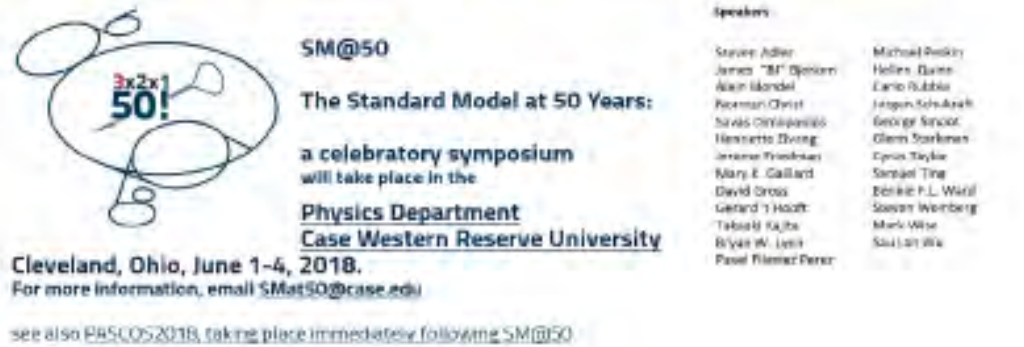 3x2x1
50!
SM@50
The Standard Model at 50 Years:
a celebratory symposium
will take place in the
Physics Department
Case Western Reserve University
Cleveland, Ohio, June 1-4, 2018.
For more information, email SMat50@case.edu
see also PASCOS2018, taking place immediately following SM@50
Speakers
Steven Adler
James "BJ" Bjorken
Alain Blondel
Norman Christ
Savas Dimopoulos
Henriette Elvang
Jerome Friedman
Mary K. Gaillard
David Gross
Gerard 't Hooft
Takaaki Kajita
Bryan W. Lynn
Pavel Fileviez Perez
Michael Peskin
Helen Quinn
Carlo Rubbia
Jurgen Schukraft
George Smoot
Glenn Starkman
Cyrus Taylor
Samuel Ting
Bennie F.L. Ward
Steven Weinberg
Mark Wise
Sau Lan Wu